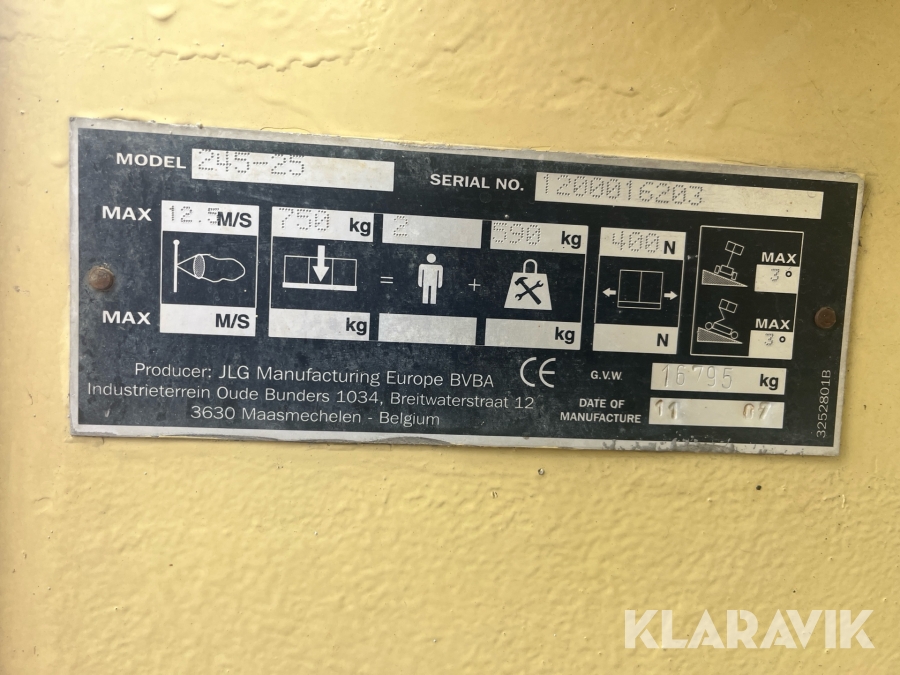 KLARAVIK
MODEL 245-25
SERIAL NO. 1200016203
MAX 12.5 M/S 750 kg 2 590 kg 400 N MAX 3°
= +
MAX M/S kg kg N MAX 3°
Producer: JLG Manufacturing Europe BVBA CE G.V.W. 16795 kg
Industrieterrein Oude Bunders 1034, Breitwaterstraat 12
3630 Maasmechelen - Belgium
DATE OF
MANUFACTURE 11 07
3252801B
KLARAVIK